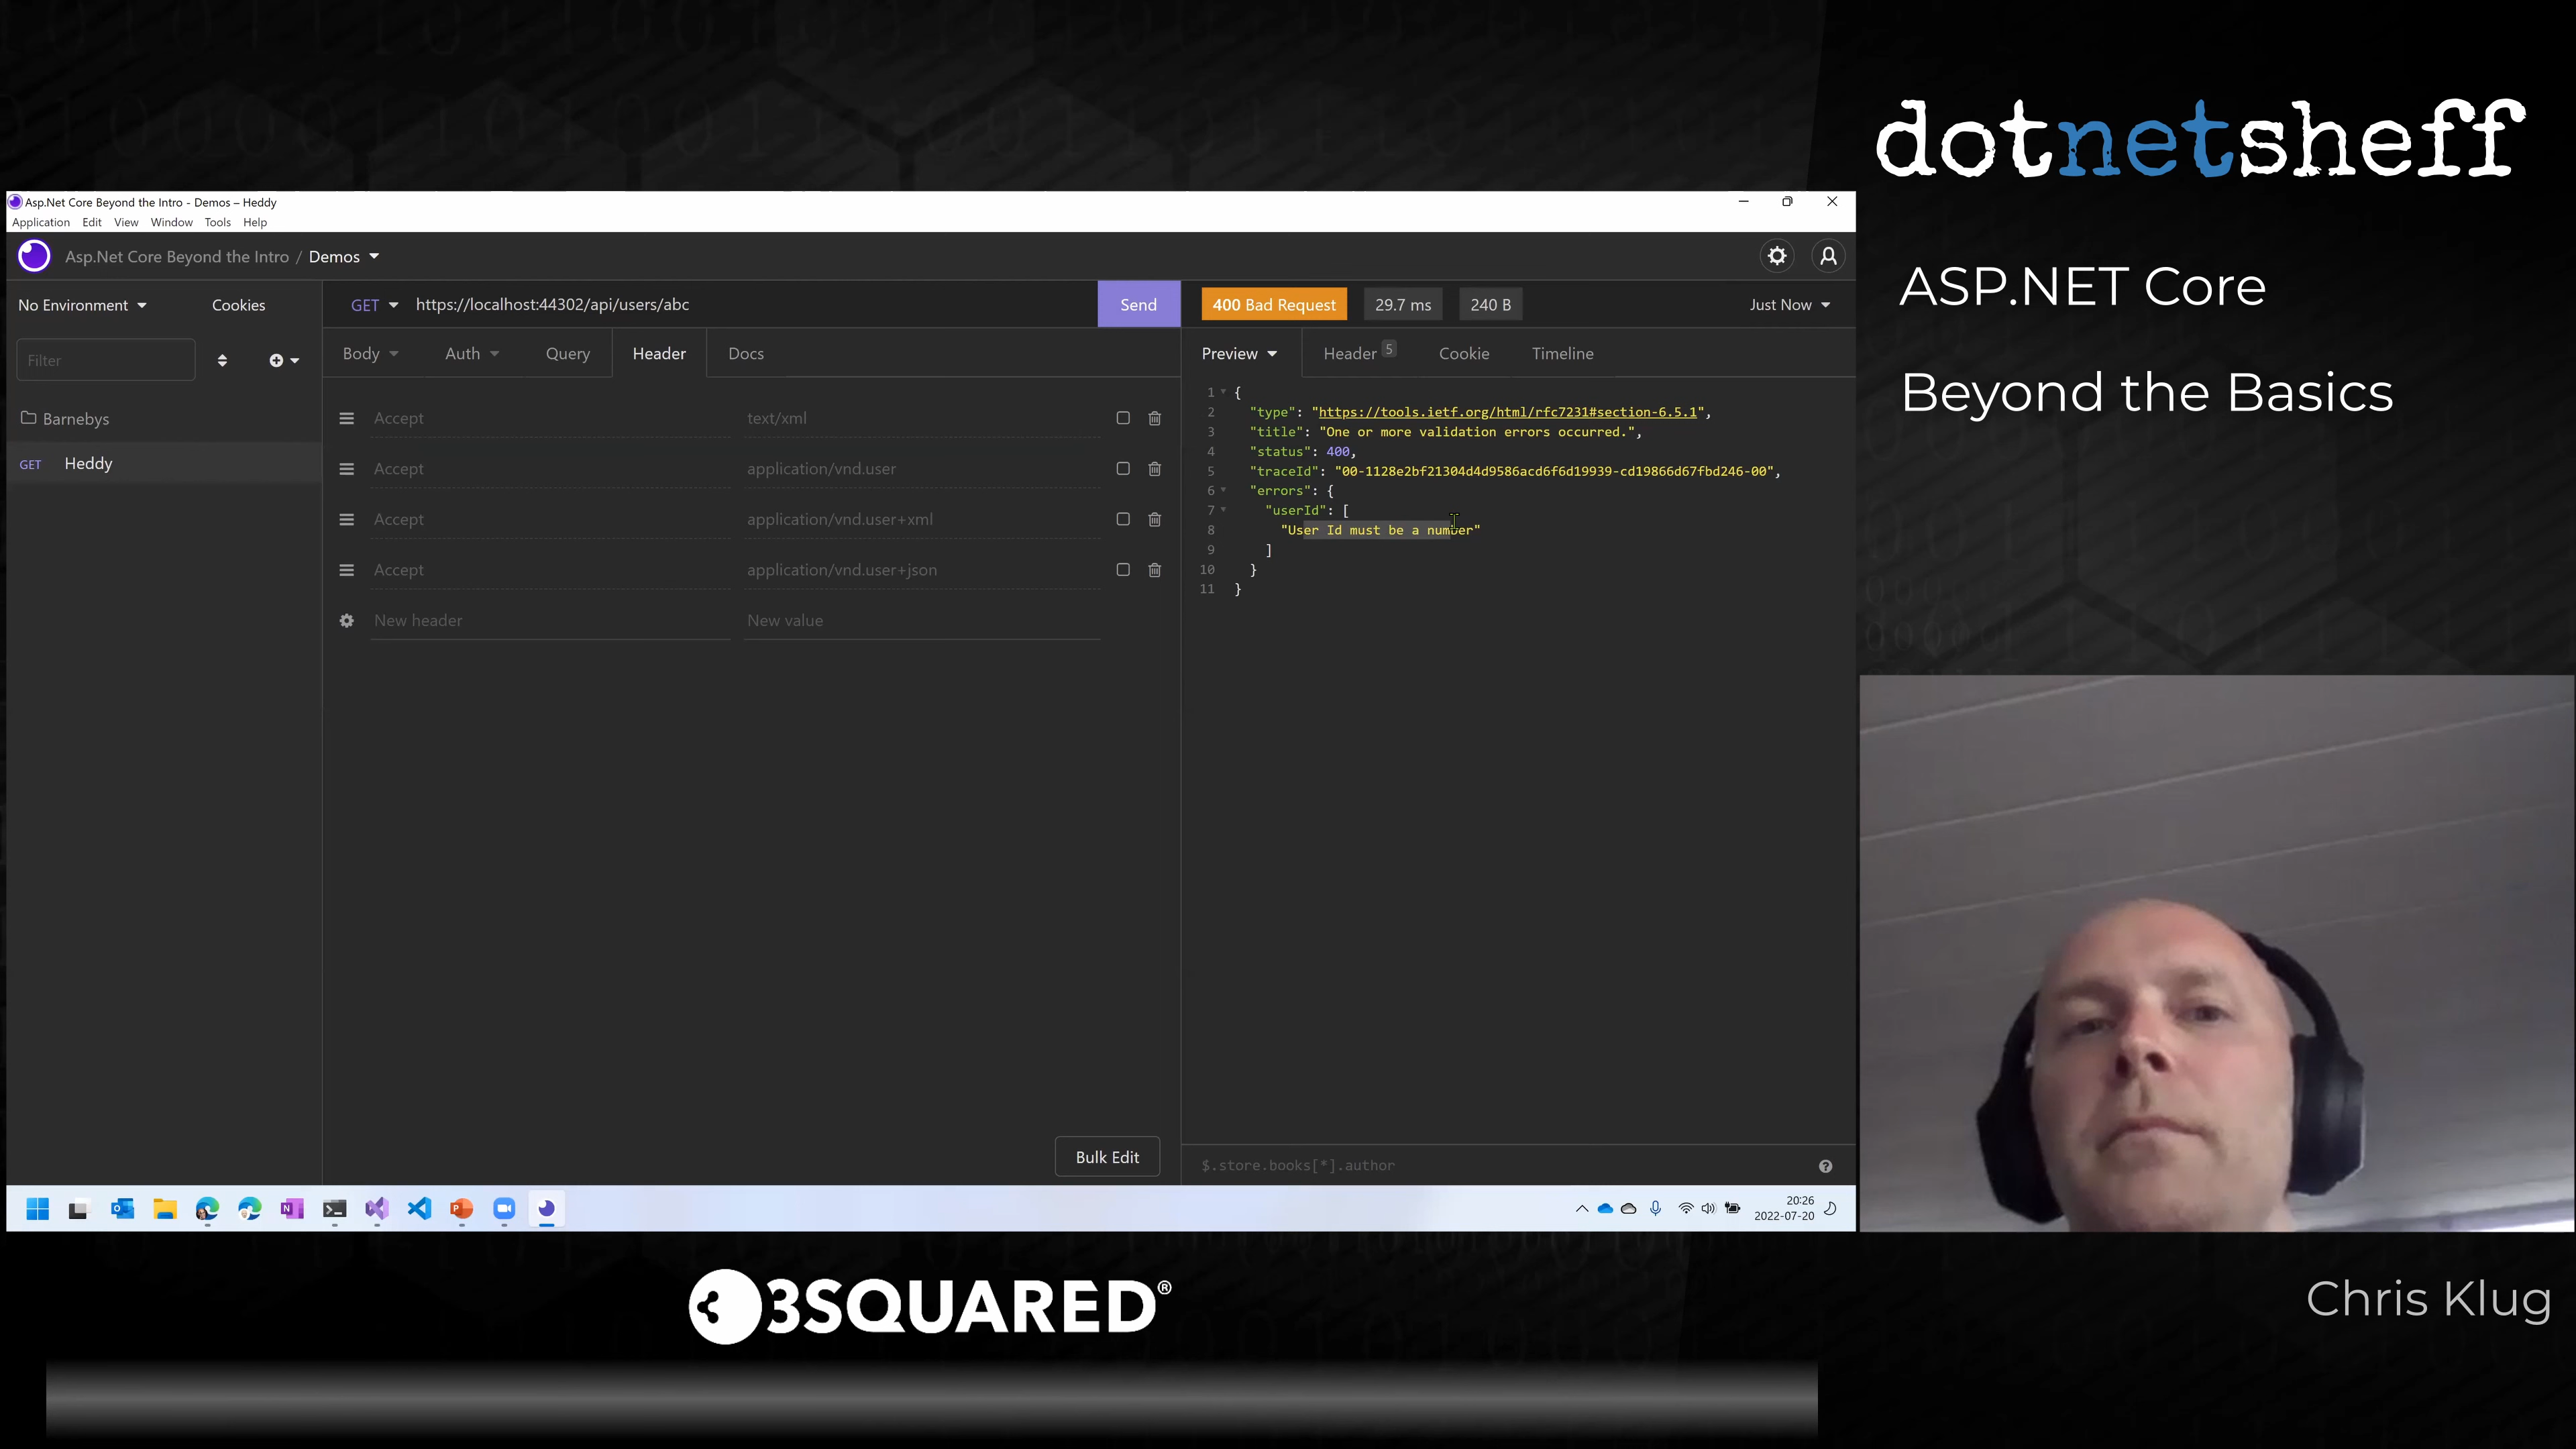 dotnetsheff
ASP.NET Core
Beyond the Basics
Asp.Net Core Beyond the Intro - Demos – Heddy
Application Edit View Window Tools Help
Asp.Net Core Beyond the Intro / Demos
No Environment Cookies
GET https://localhost:44302/api/users/abc Send
400 Bad Request 29.7 ms 240 B Just Now
Filter
Body Auth Query Header Docs
Preview Header 5 Cookie Timeline
Barnebys
GET Heddy
Accept text/xml
Accept application/vnd.user
Accept application/vnd.user+xml
Accept application/vnd.user+json
New header New value
1 {
2 "type": "https://tools.ietf.org/html/rfc7231#section-6.5.1",
3 "title": "One or more validation errors occurred.",
4 "status": 400,
5 "traceId": "00-1128e2bf21304d4d9586acd6f6d19939-cd19866d67fbd246-00",
6 "errors": {
7 "userId": [
8 "User Id must be a number"
9 ]
10 }
11 }
Bulk Edit
$.store.books[*].author
20:26
2022-07-20
3SQUARED®
Chris Klug